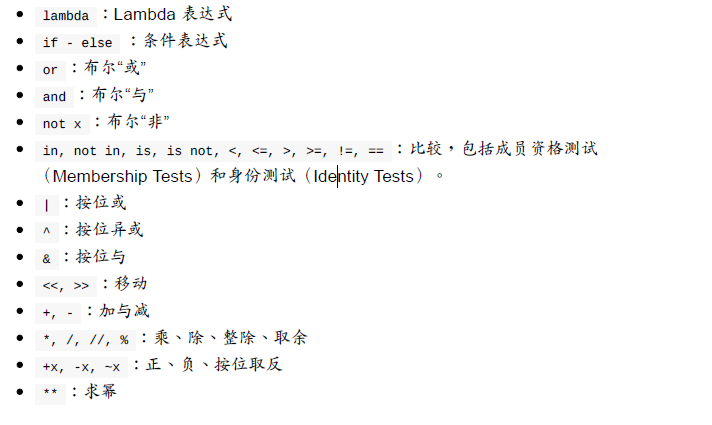 lambda ：Lambda 表达式
if - else ：条件表达式
or ：布尔“或”
and ：布尔“与”
not x ：布尔“非”
in, not in, is, is not, <, <=, >, >=, !=, == ：比较，包括成员资格测试
（Membership Tests）和身份测试（Identity Tests）。
| ：按位或
^ ：按位异或
& ：按位与
<<, >> ：移动
+, - ：加与减
*, /, //, % ：乘、除、整除、取余
+x, -x, ~x ：正、负、按位取反
** ：求幂